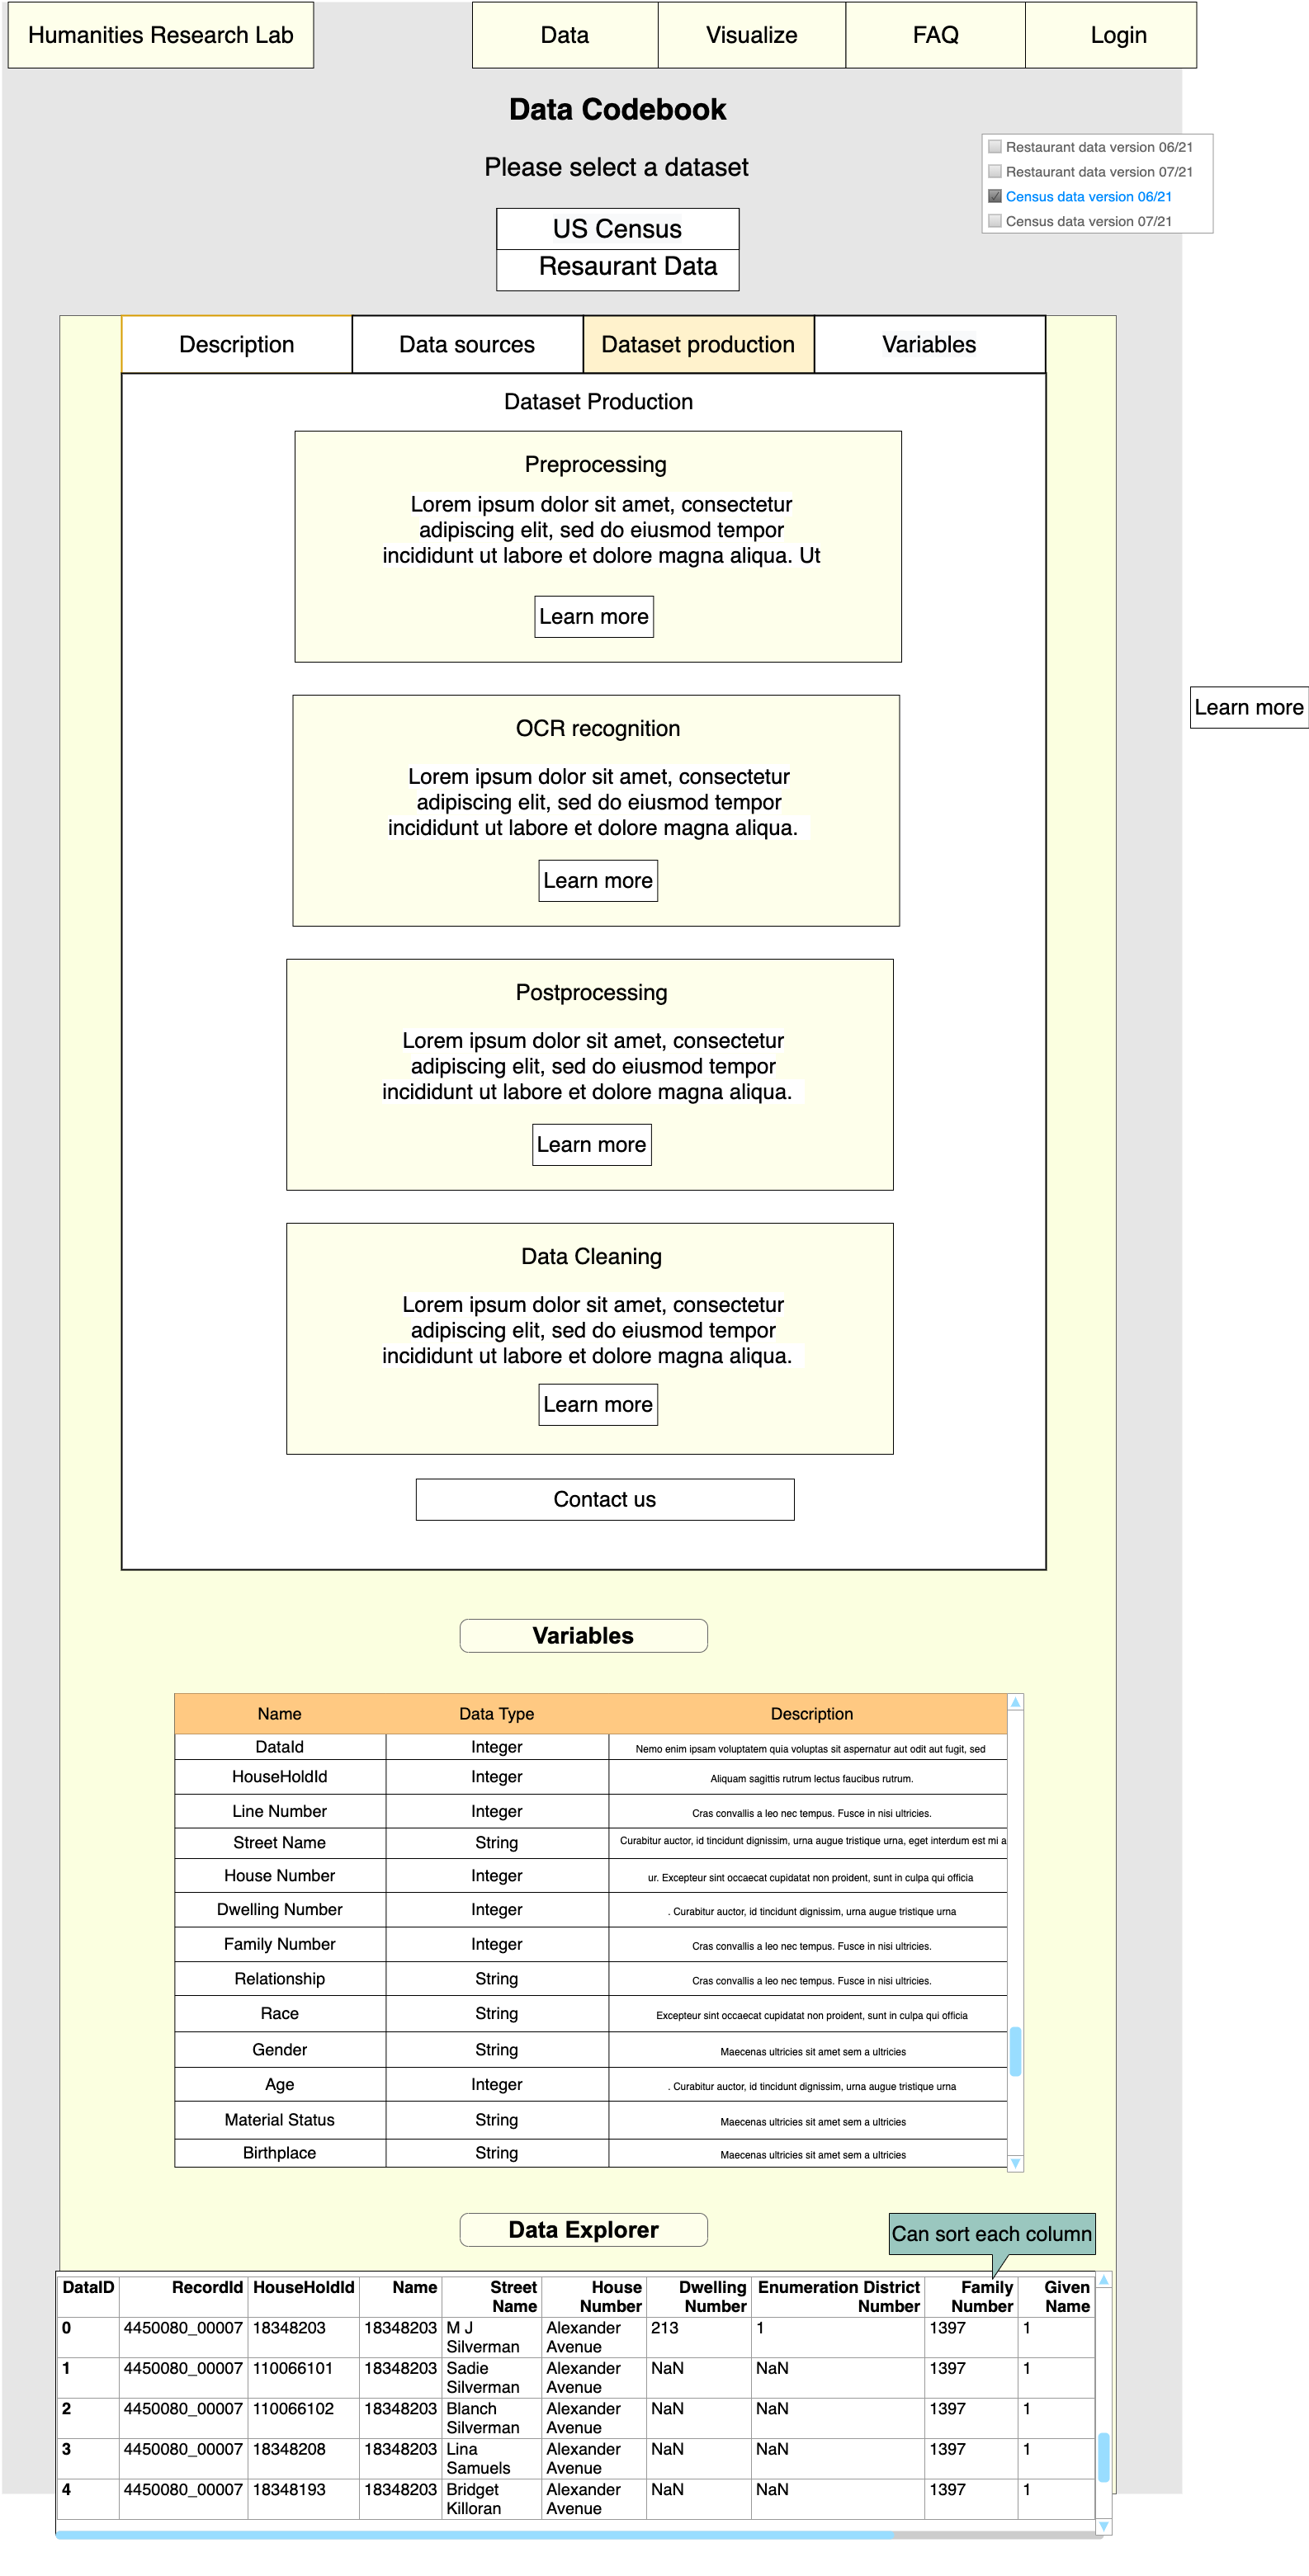 Humanities Research Lab
Data
Visualize
FAQ
Login
Data Codebook
Please select a dataset
Restaurant data version 06/21
Restaurant data version 07/21
Census data version 06/21
Census data version 07/21
US Census
Resaurant Data
Description
Data sources
Dataset production
Variables
Dataset Production
Preprocessing
Lorem ipsum dolor sit amet, consectetur
adipiscing elit, sed do eiusmod tempor
incididunt ut labore et dolore magna aliqua. Ut
Learn more
Learn more
OCR recognition
Lorem ipsum dolor sit amet, consectetur
adipiscing elit, sed do eiusmod tempor
incididunt ut labore et dolore magna aliqua.
Learn more
Postprocessing
Lorem ipsum dolor sit amet, consectetur
adipiscing elit, sed do eiusmod tempor
incididunt ut labore et dolore magna aliqua.
Learn more
Data Cleaning
Lorem ipsum dolor sit amet, consectetur
adipiscing elit, sed do eiusmod tempor
incididunt ut labore et dolore magna aliqua.
Learn more
Contact us
Variables
Name Data Type Description
DataId Integer Nemo enim ipsam voluptatem quia voluptas sit aspernatur aut odit aut fugit, sed
HouseHoldId Integer Aliquam sagittis rutrum lectus faucibus rutrum.
Line Number Integer Cras convallis a leo nec tempus. Fusce in nisi ultricies.
Street Name String Curabitur auctor, id tincidunt dignissim, urna augue tristique urna, eget interdum est mi a
House Number Integer ur. Excepteur sint occaecat cupidatat non proident, sunt in culpa qui officia
Dwelling Number Integer . Curabitur auctor, id tincidunt dignissim, urna augue tristique urna
Family Number Integer Cras convallis a leo nec tempus. Fusce in nisi ultricies.
Relationship String Cras convallis a leo nec tempus. Fusce in nisi ultricies.
Race String Excepteur sint occaecat cupidatat non proident, sunt in culpa qui officia
Gender String Maecenas ultricies sit amet sem a ultricies
Age Integer . Curabitur auctor, id tincidunt dignissim, urna augue tristique urna
Material Status String Maecenas ultricies sit amet sem a ultricies
Birthplace String Maecenas ultricies sit amet sem a ultricies
Data Explorer
Can sort each column
DataID RecordId HouseHoldId Name Street House Dwelling Enumeration District Family Given
Name Number Number Number Number Name
0 4450080_00007 18348203 18348203 M J Alexander 213 1 1397 1
Silverman Avenue
1 4450080_00007 110066101 18348203 Sadie Alexander NaN NaN 1397 1
Silverman Avenue
2 4450080_00007 110066102 18348203 Blanch Alexander NaN NaN 1397 1
Silverman Avenue
3 4450080_00007 18348208 18348203 Lina Alexander NaN NaN 1397 1
Samuels Avenue
4 4450080_00007 18348193 18348203 Bridget Alexander NaN NaN 1397 1
Killoran Avenue